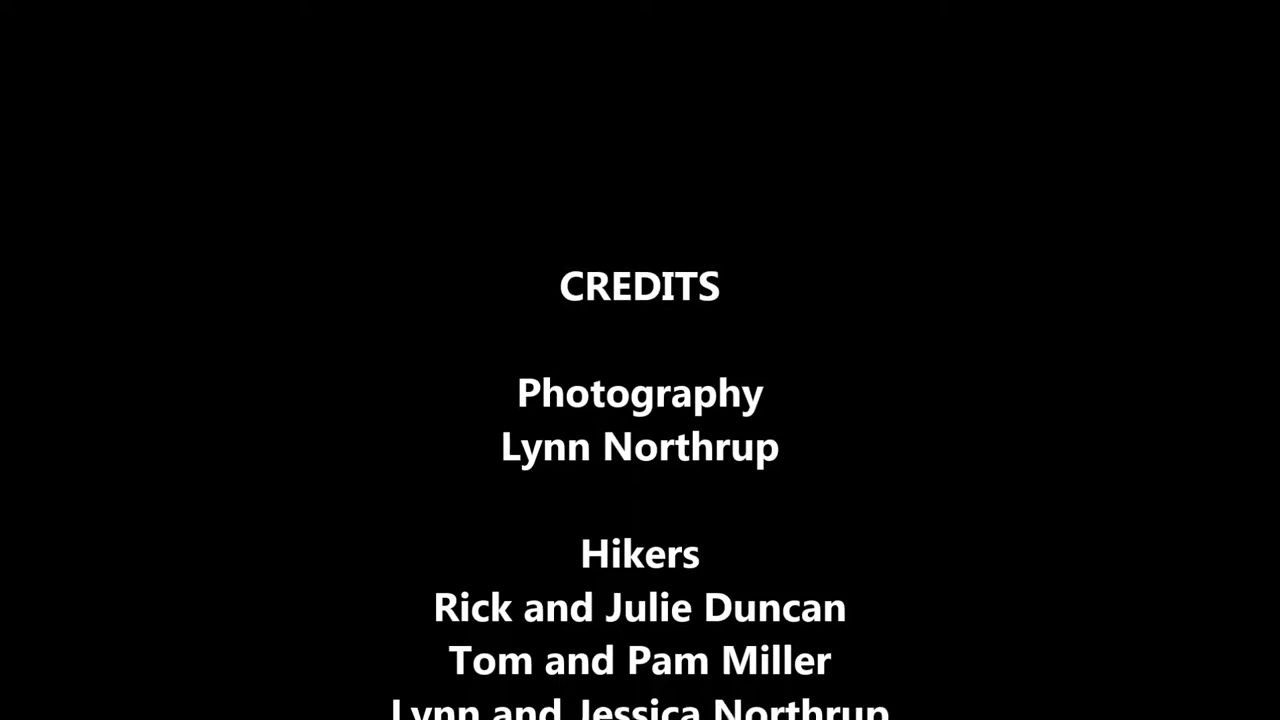 CREDITS
Photography
Lynn Northrup
Hikers
Rick and Julie Duncan
Tom and Pam Miller
Lynn and Jessica Northrup